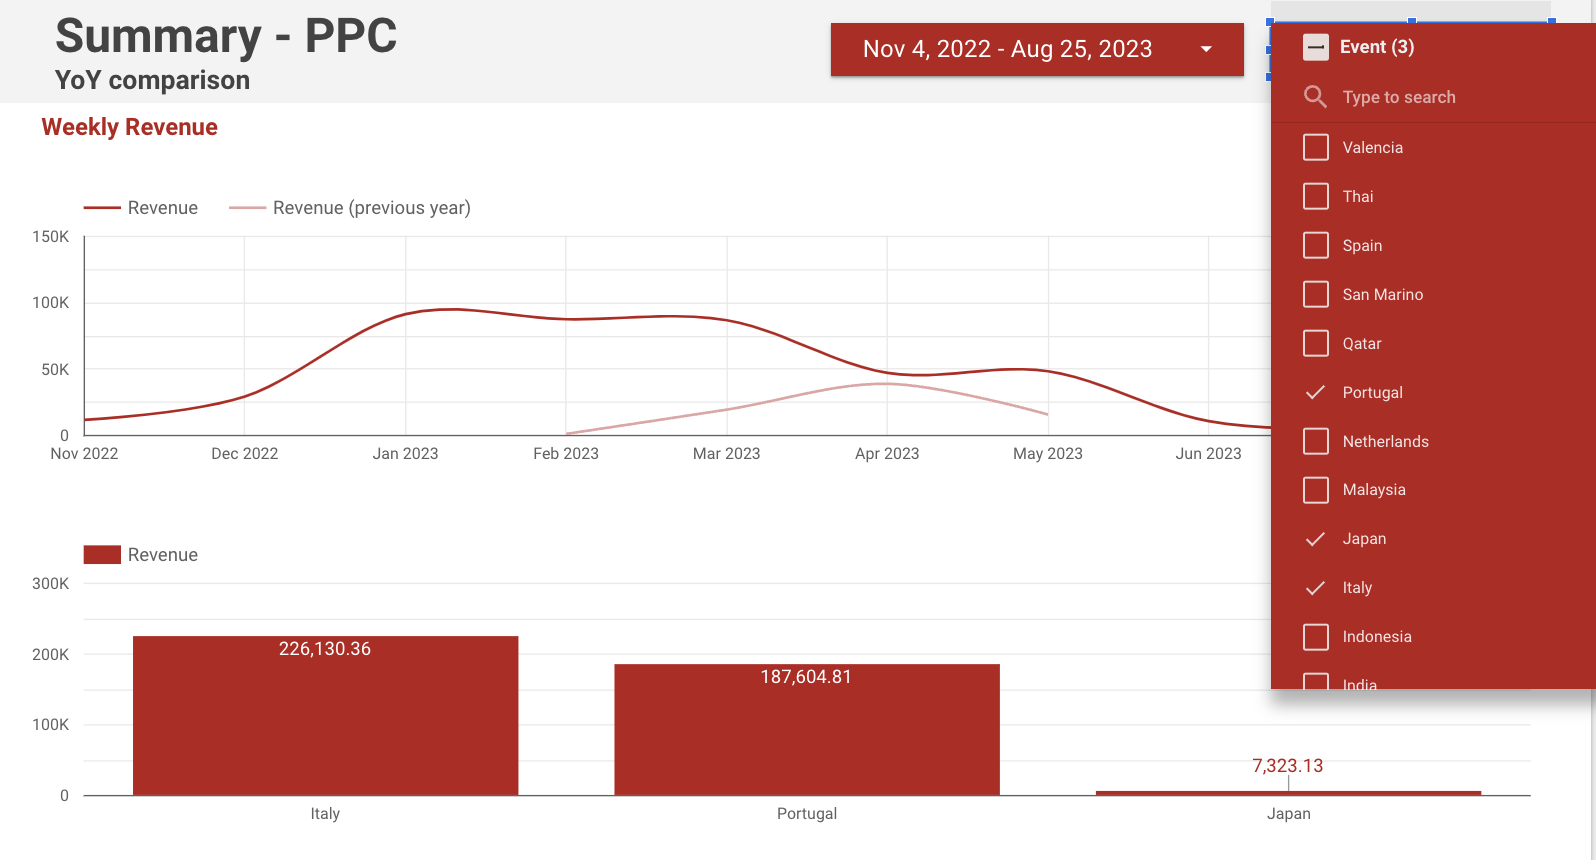 Summary - PPC
YoY comparison
Nov 4, 2022 - Aug 25, 2023
Event (3)
Type to search
Valencia
Thai
Spain
San Marino
Qatar
Portugal
Netherlands
Malaysia
Japan
Italy
Indonesia
India
Weekly Revenue
Revenue
Revenue (previous year)
150K
100K
50K
0
Nov 2022
Dec 2022
Jan 2023
Feb 2023
Mar 2023
Apr 2023
May 2023
Jun 2023
Revenue
300K
200K
100K
0
226,130.36
187,604.81
7,323.13
Italy
Portugal
Japan